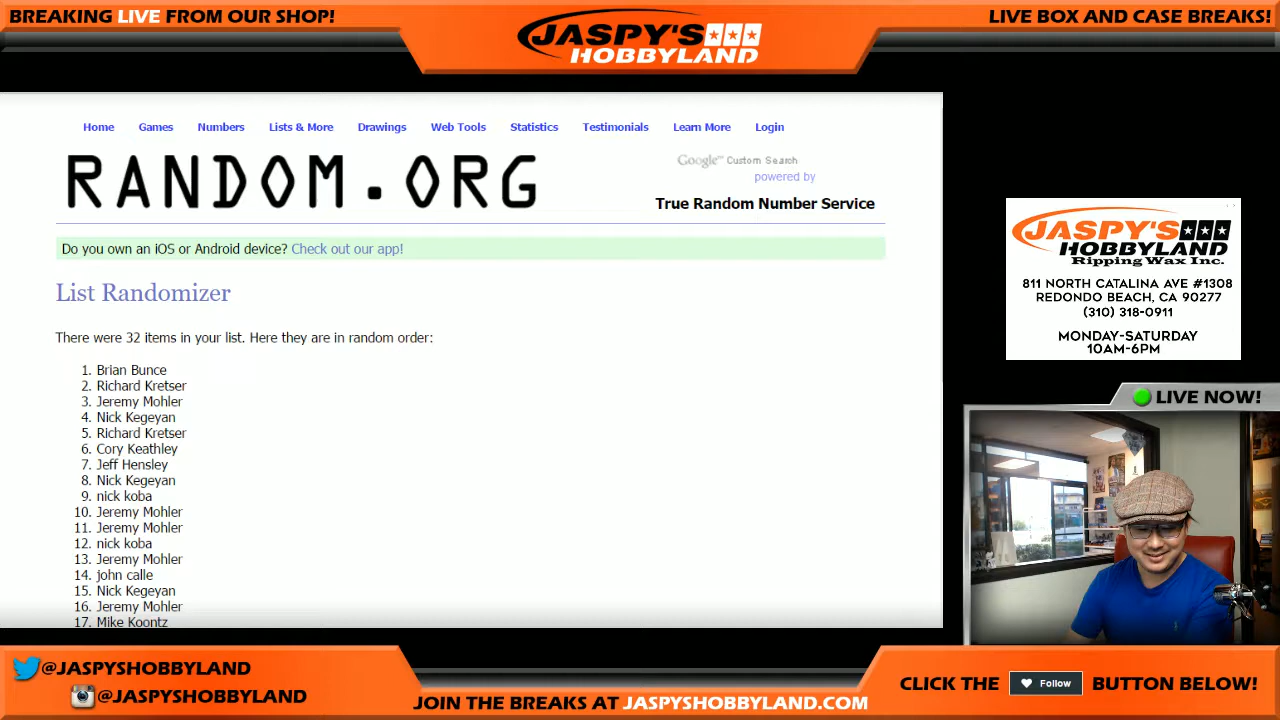 BREAKING LIVE FROM OUR SHOP!
JASPY'S
HOBBYLAND
LIVE BOX AND CASE BREAKS!
Home Games Numbers Lists & More Drawings Web Tools Statistics Testimonials Learn More Login
RANDOM.ORG
Google™ Custom Search
powered by
True Random Number Service
Do you own an iOS or Android device? Check out our app!
List Randomizer
There were 32 items in your list. Here they are in random order:
1. Brian Bunce
2. Richard Kretser
3. Jeremy Mohler
4. Nick Kegeyan
5. Richard Kretser
6. Cory Keathley
7. Jeff Hensley
8. Nick Kegeyan
9. nick koba
10. Jeremy Mohler
11. Jeremy Mohler
12. nick koba
13. Jeremy Mohler
14. john calle
15. Nick Kegeyan
16. Jeremy Mohler
17. Mike Koontz
JASPY'S
HOBBYLAND
Ripping Wax Inc.
811 NORTH CATALINA AVE #1308
REDONDO BEACH, CA 90277
(310) 318-0911
MONDAY-SATURDAY
10AM-6PM
LIVE NOW!
@JASPYSHOBBYLAND
@JASPYSHOBBYLAND
JOIN THE BREAKS AT JASPYSHOBBYLAND.COM
CLICK THE Follow BUTTON BELOW!